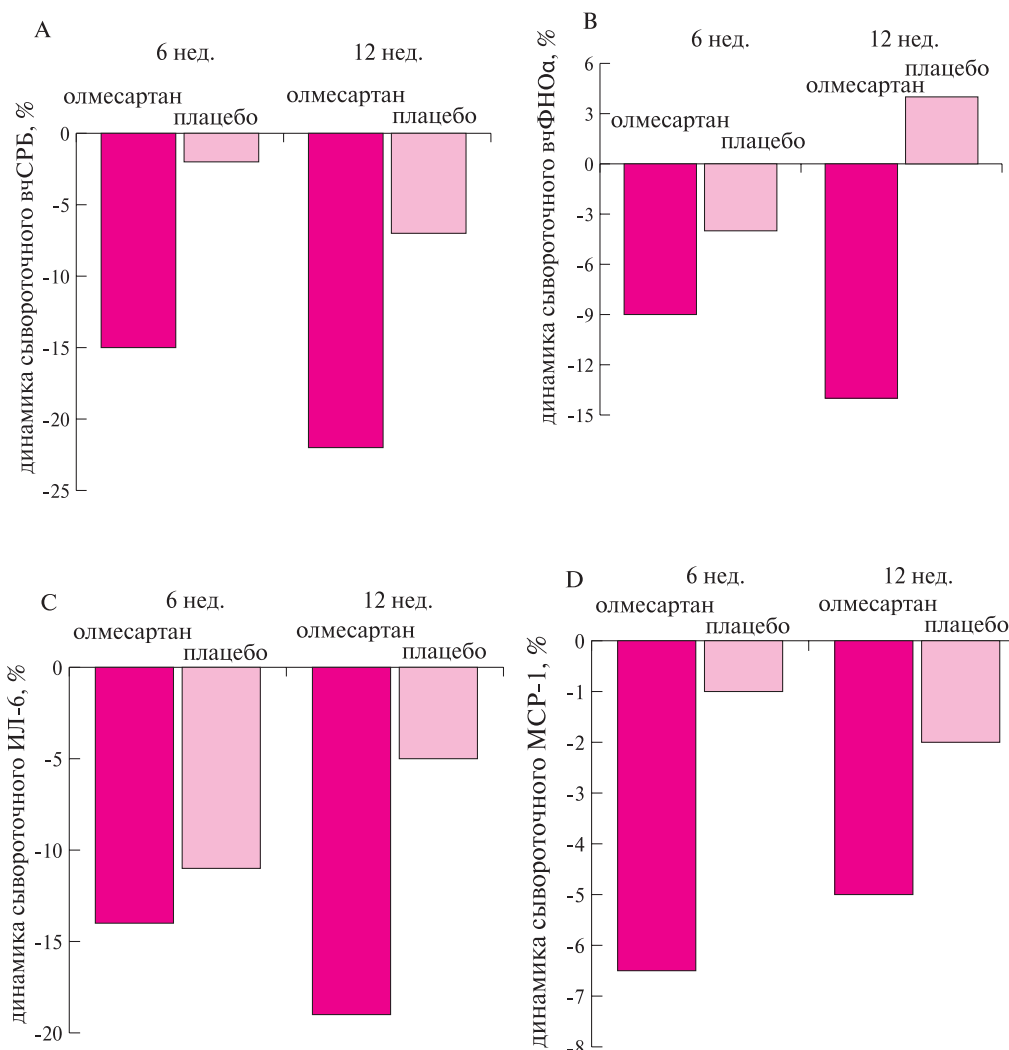 A
6 нед.
12 нед.
олмесартан
плацебо
олмесартан
плацебо
динамика сывороточного вчСРБ, %
0
-5
-10
-15
-20
-25
B
6 нед.
12 нед.
олмесартан
плацебо
олмесартан
плацебо
динамика сывороточного вчФНОα, %
6
3
0
-3
-6
-9
-12
-15
C
6 нед.
12 нед.
олмесартан
плацебо
олмесартан
плацебо
динамика сывороточного ИЛ-6, %
0
-5
-10
-15
-20
D
6 нед.
12 нед.
олмесартан
плацебо
олмесартан
плацебо
динамика сывороточного МСР-1, %
0
-1
-2
-3
-4
-5
-6
-7
-8